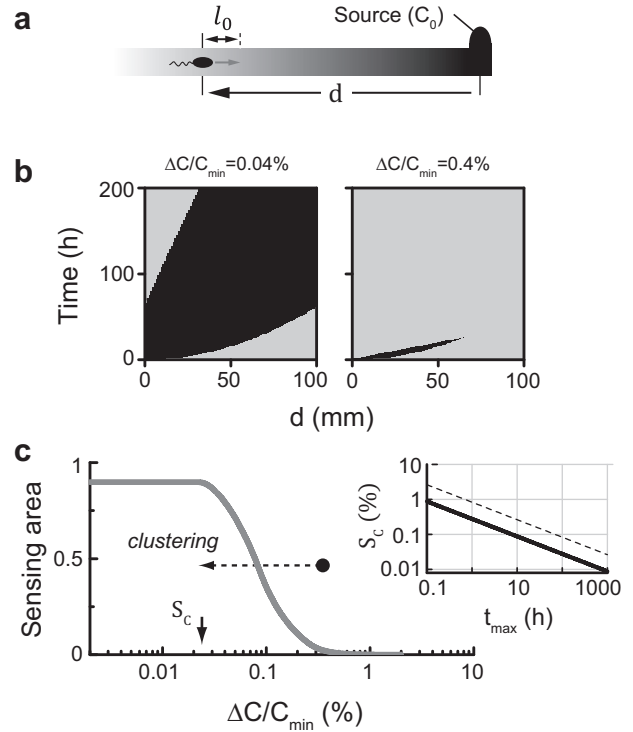 a
l₀
Source (C₀)
d
b
ΔC/Cmin=0.04%
ΔC/Cmin=0.4%
200
100
0
Time (h)
0 50 100
0 50 100
d (mm)
c
1
0.5
0
Sensing area
clustering
Sc
0.01 0.1 1 10
ΔC/Cmin (%)
10
1
0.1
0.01
Sc (%)
0.1 10 1000
tmax (h)